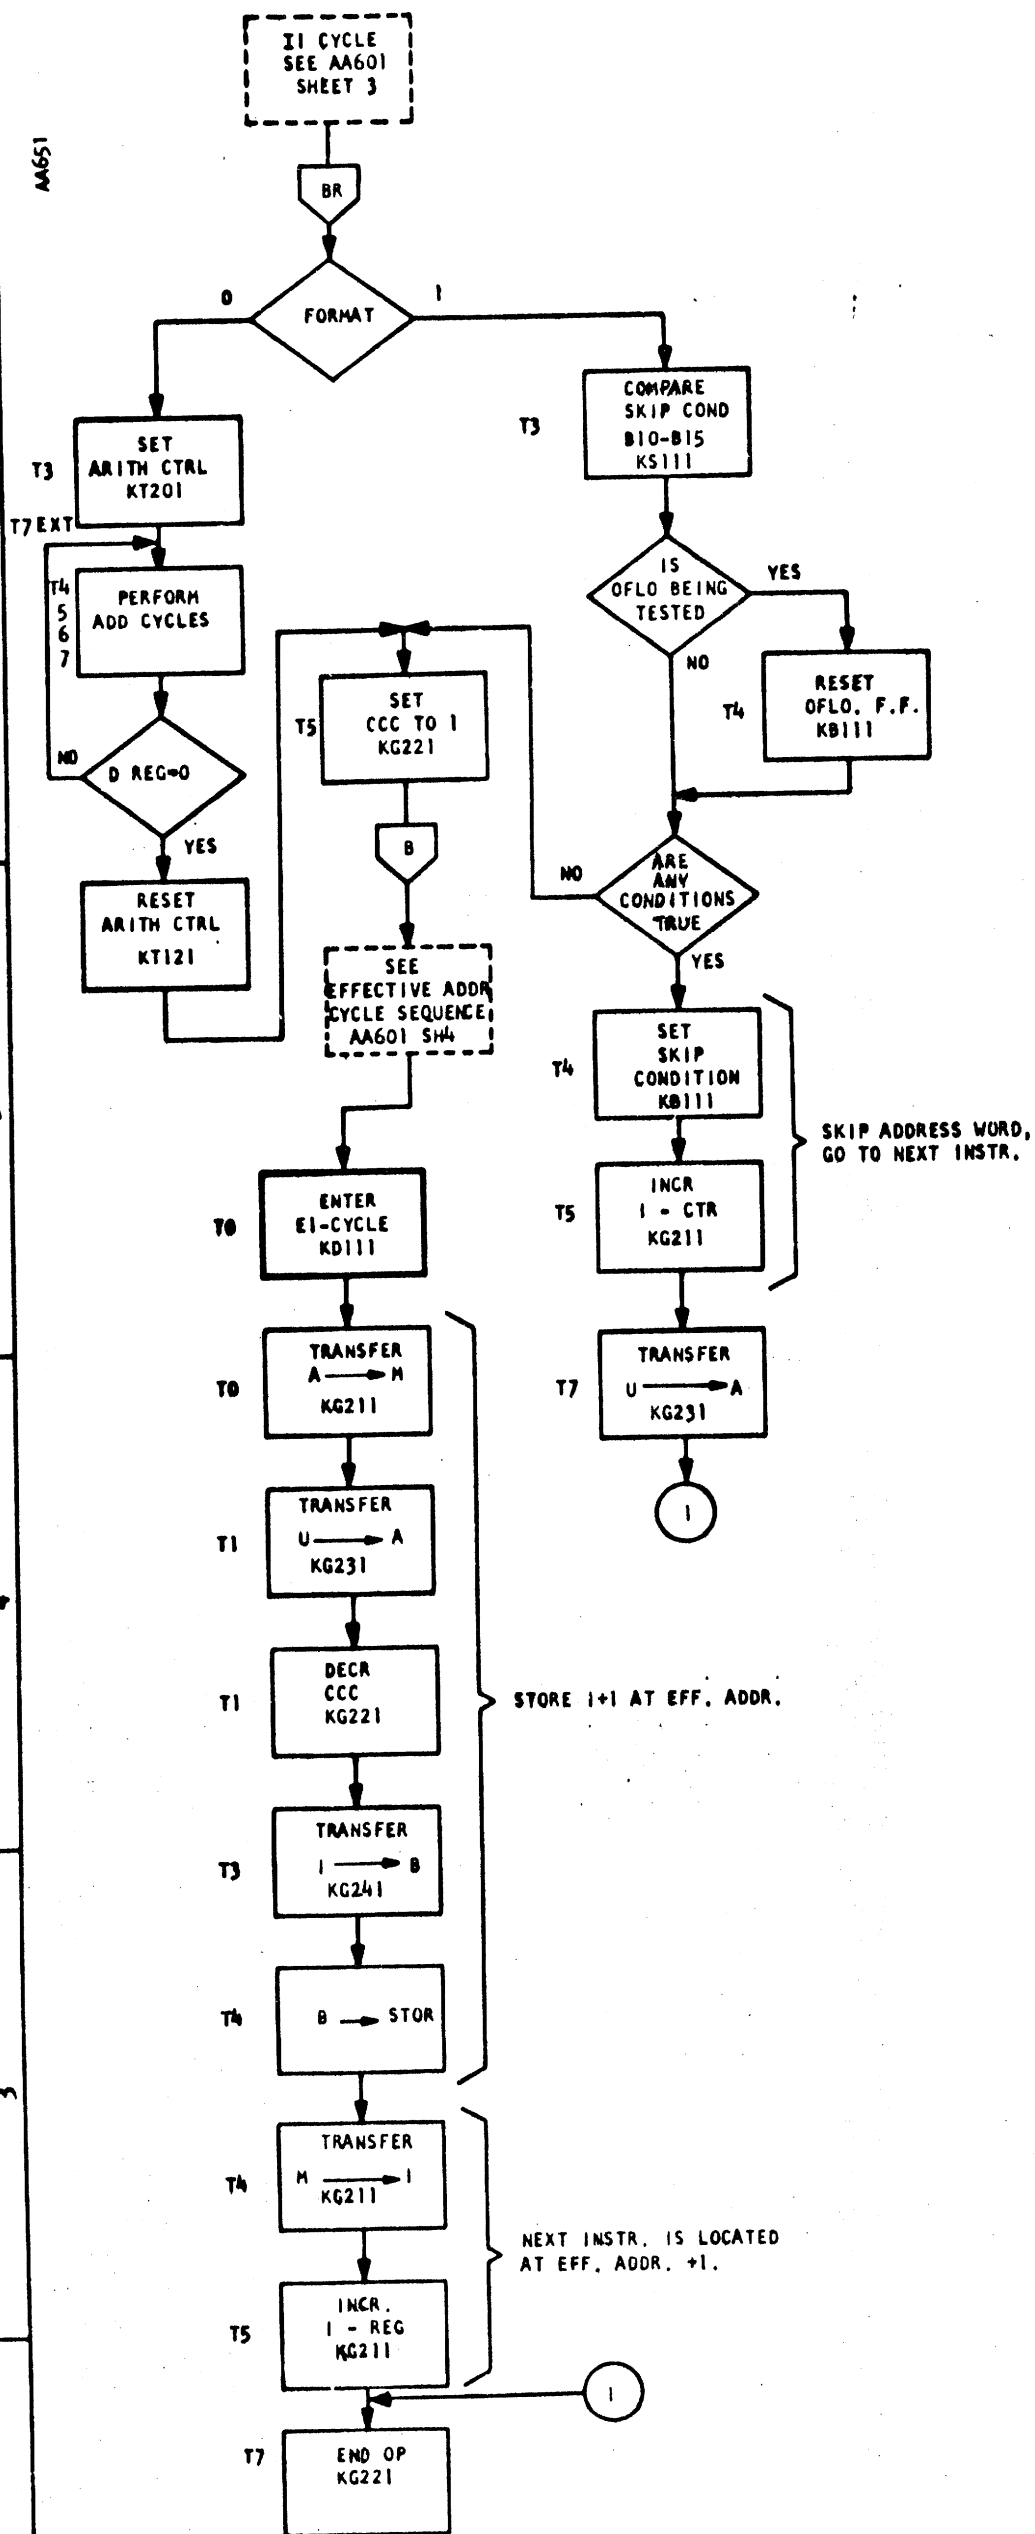 I1 CYCLE
SEE AA601
SHEET 3
AA651
BR
FORMAT
0
1
T3
SET
ARITH CTRL
KT201
T7 EXT
T4
5
6
7
PERFORM
ADD CYCLES
D REG=0
NO
YES
RESET
ARITH CTRL
KT121
T3
COMPARE
SKIP COND
B10-B15
KS111
IS
OFLO BEING
TESTED
YES
NO
T4
RESET
OFLO. F.F.
KB111
ARE
ANY
CONDITIONS
TRUE
NO
YES
T5
SET
CCC TO 1
KG221
B
SEE
EFFECTIVE ADDR
CYCLE SEQUENCE
AA601 SH4
T4
SET
SKIP
CONDITION
KB111
T5
INCR
I - CTR
KG211
SKIP ADDRESS WORD,
GO TO NEXT INSTR.
T7
TRANSFER
U A
KG231
1
T0
ENTER
E1-CYCLE
KD111
T0
TRANSFER
A M
KG211
T1
TRANSFER
U A
KG231
T1
DECR
CCC
KG221
T3
TRANSFER
I B
KG241
T4
B STOR
STORE I+1 AT EFF. ADDR.
T4
TRANSFER
M I
KG211
T5
INCR.
I - REG
KG211
NEXT INSTR. IS LOCATED
AT EFF. ADDR. +1.
1
T7
END OP
KG221
4
3